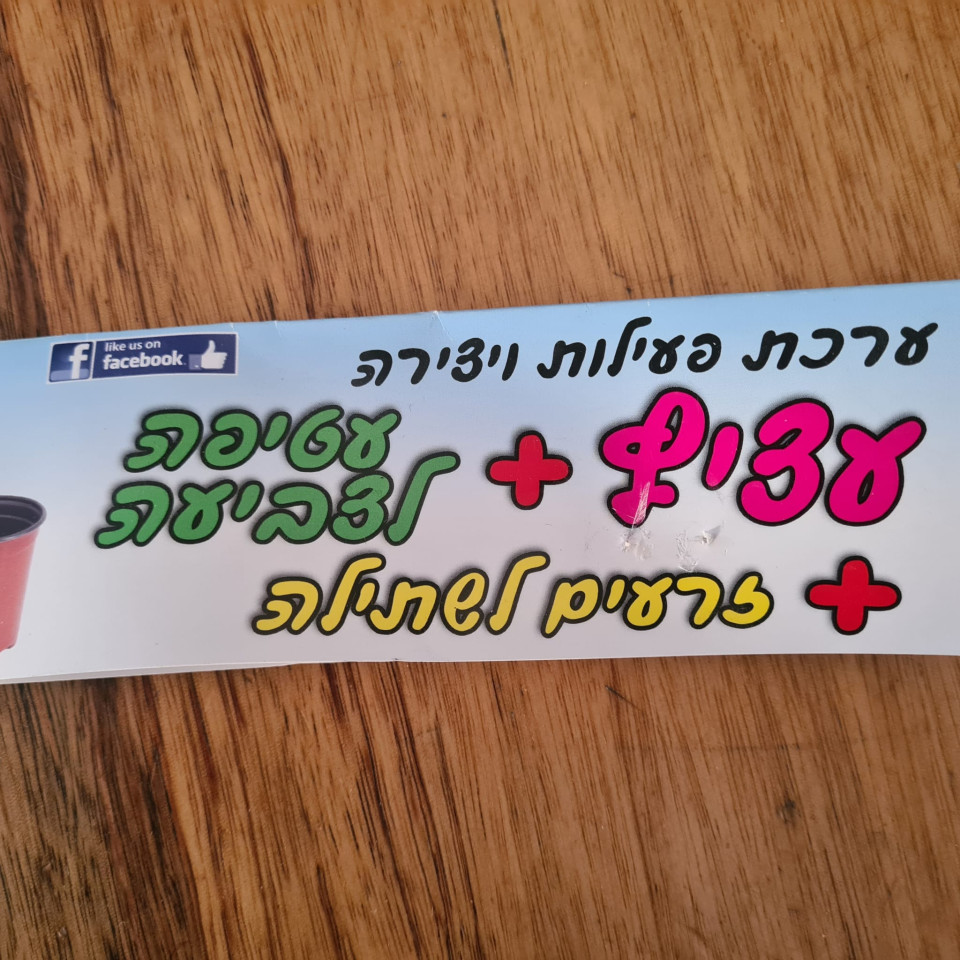 like us on
facebook
ערכת פעילות ויצירה
עציץ + עטיפה לצביעה
+ זרעים לשתילה